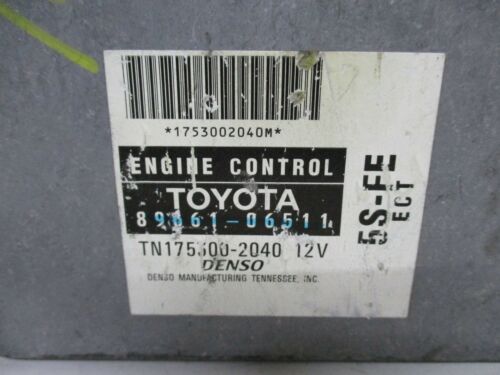 *1753002040M*
ENGINE CONTROL
TOYOTA
89661-06511
TN175300-2040 12V
DENSO
DENSO MANUFACTURING TENNESSEE, INC.
5S-FE
ECT